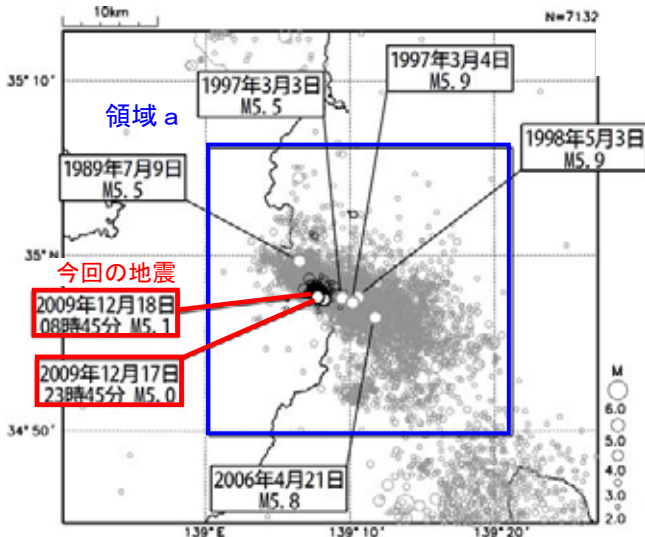 10km
N=7132
35°10'
1997年3月3日
M5.5
1997年3月4日
M5.9
領域a
1998年5月3日
M5.9
1989年7月9日
M5.5
35°N
今回の地震
2009年12月18日
08時45分 M5.1
2009年12月17日
23時45分 M5.0
34°50'
2006年4月21日
M5.8
M
6.0
5.0
4.0
3.0
2.0
139°E
139°10'
139°20'